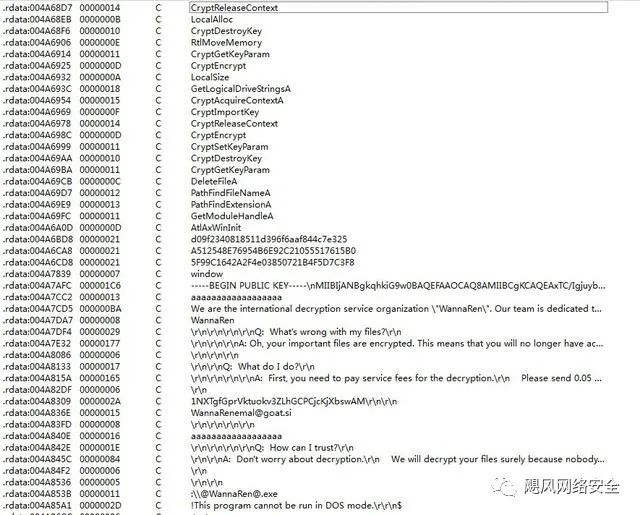 .rdata:004A68D7 00000014 C CryptReleaseContext
.rdata:004A68EB 0000000B C LocalAlloc
.rdata:004A68F6 00000010 C CryptDestroyKey
.rdata:004A6906 0000000E C RtlMoveMemory
.rdata:004A6914 00000011 C CryptGetKeyParam
.rdata:004A6925 0000000D C CryptEncrypt
.rdata:004A6932 0000000A C LocalSize
.rdata:004A693C 00000018 C GetLogicalDriveStringsA
.rdata:004A6954 00000015 C CryptAcquireContextA
.rdata:004A6969 0000000F C CryptImportKey
.rdata:004A6978 00000014 C CryptReleaseContext
.rdata:004A698C 0000000D C CryptEncrypt
.rdata:004A6999 00000011 C CryptSetKeyParam
.rdata:004A69AA 00000010 C CryptDestroyKey
.rdata:004A69BA 00000011 C CryptGetKeyParam
.rdata:004A69CB 0000000C C DeleteFileA
.rdata:004A69D7 00000012 C PathFindFileNameA
.rdata:004A69E9 00000013 C PathFindExtensionA
.rdata:004A69FC 00000011 C GetModuleHandleA
.rdata:004A6A0D 0000000D C AtlAxWinInit
.rdata:004A6BD8 00000021 C d09f2340818511d396f6aaf844c7e325
.rdata:004A6CA8 00000021 C A512548E76954B6E92C21055517615B0
.rdata:004A6CD8 00000021 C 5F99C1642A2F4e03850721B4F5D7C3F8
.rdata:004A7839 00000007 C window
.rdata:004A7AFC 000001C6 C -----BEGIN PUBLIC KEY-----\nMIIBIjANBgkqhkiG9w0BAQEFAAOCAQ8AMIIBCgKCAQEAxTC/Igjuyb...
.rdata:004A7CC2 00000013 C aaaaaaaaaaaaaaaaaa
.rdata:004A7CD5 000000BA C We are the international decryption service organization \"WannaRen\". Our team is dedicated t...
.rdata:004A7DA7 00000008 C WannaRen
.rdata:004A7DF4 00000029 C \r\n\r\n\r\n\r\n\r\nQ: What's wrong with my files?\r\n
.rdata:004A7E32 00000177 C \r\n\r\n\r\n\r\n\r\nA: Oh, your important files are encrypted. This means that you will no longer have ac...
.rdata:004A8086 00000006 C \r\n\r\n\r\n
.rdata:004A8133 00000017 C \r\n\r\nQ: What do I do?\r\n
.rdata:004A815A 00000165 C \r\n\r\n\r\n\r\n\r\nA: First, you need to pay service fees for the decryption.\r\n Please send 0.05 ...
.rdata:004A82DF 00000006 C \r\n
.rdata:004A8309 0000002A C 1NXTgfGprVktuokv3ZLhGCPCjcKjXbswAM\r\n\r\n
.rdata:004A836E 00000015 C WannaRenemal@goat.si
.rdata:004A83FD 00000008 C \r\n\r\n\r\n\r\n
.rdata:004A840E 00000014 C aaaaaaaaaaaaaaaaaa
.rdata:004A842E 0000001E C \r\n\r\n\r\nQ: How can I trust?\r\n
.rdata:004A845C 00000084 C \r\n\r\n\r\nA: Don't worry about decryption.\r\n We will decrypt your files surely because nobody...
.rdata:004A84F2 00000006 C \r\n
.rdata:004A8536 00000005 C \r\n\r\n
.rdata:004A853B 00000011 C :\\@WannaRen@.exe
.rdata:004A85A1 0000002D C !This program cannot be run in DOS mode.\r\r\n$
飓风网络安全